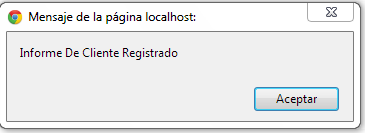 Mensaje de la página localhost:
Informe De Cliente Registrado
Aceptar